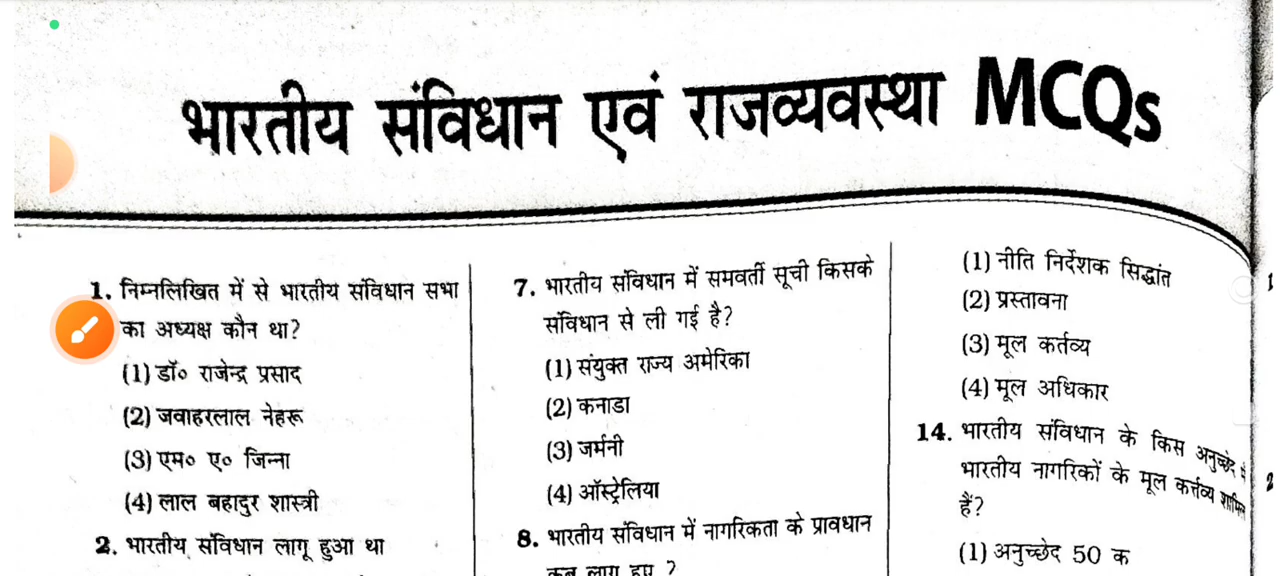 भारतीय संविधान एवं राजव्यवस्था MCQs
1. निम्नलिखित में से भारतीय संविधान सभा
का अध्यक्ष कौन था?
(1) डॉ० राजेन्द्र प्रसाद
(2) जवाहरलाल नेहरू
(3) एम० ए० जिन्ना
(4) लाल बहादुर शास्त्री
2. भारतीय संविधान लागू हुआ था
7. भारतीय संविधान में समवर्ती सूची किसके
संविधान से ली गई है?
(1) संयुक्त राज्य अमेरिका
(2) कनाडा
(3) जर्मनी
(4) ऑस्ट्रेलिया
8. भारतीय संविधान में नागरिकता के प्रावधान
कब लागू हुए ?
(1) नीति निर्देशक सिद्धांत
(2) प्रस्तावना
(3) मूल कर्तव्य
(4) मूल अधिकार
14. भारतीय संविधान के किस अनुच्छेद में
भारतीय नागरिकों के मूल कर्त्तव्य शामिल
हैं?
(1) अनुच्छेद 50 क